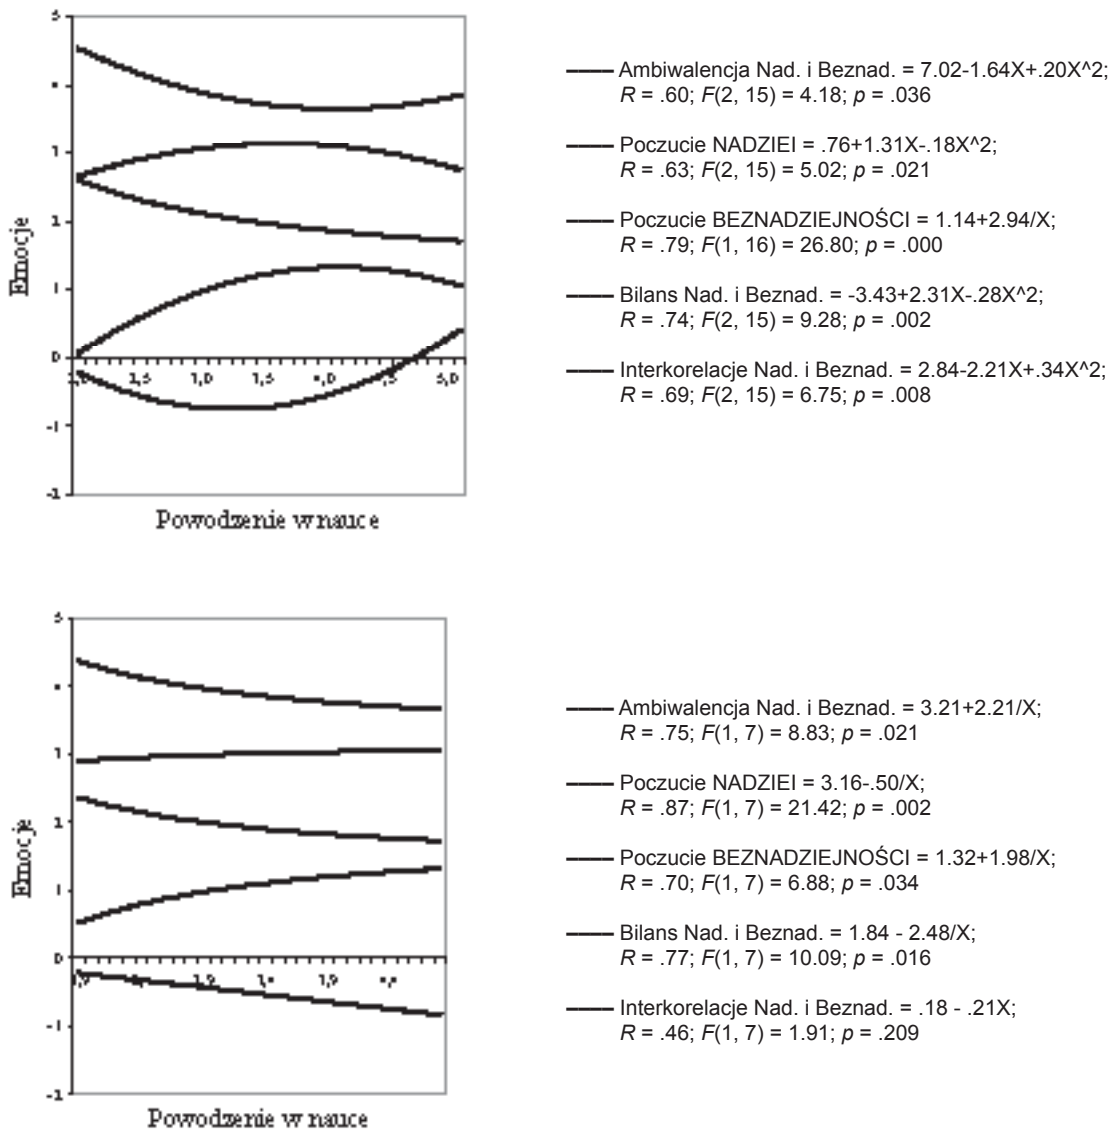 Ambiwalencja Nad. i Beznad. = 7.02-1.64X+.20X^2;
R = .60; F(2, 15) = 4.18; p = .036
Poczucie NADZIEI = .76+1.31X-.18X^2;
R = .63; F(2, 15) = 5.02; p = .021
Poczucie BEZNADZIEJNOŚCI = 1.14+2.94/X;
R = .79; F(1, 16) = 26.80; p = .000
Bilans Nad. i Beznad. = -3.43+2.31X-.28X^2;
R = .74; F(2, 15) = 9.28; p = .002
Interkorelacje Nad. i Beznad. = 2.84-2.21X+.34X^2;
R = .69; F(2, 15) = 6.75; p = .008
Emocje
Powodzenie w nauce
Ambiwalencja Nad. i Beznad. = 3.21+2.21/X;
R = .75; F(1, 7) = 8.83; p = .021
Poczucie NADZIEI = 3.16-.50/X;
R = .87; F(1, 7) = 21.42; p = .002
Poczucie BEZNADZIEJNOŚCI = 1.32+1.98/X;
R = .70; F(1, 7) = 6.88; p = .034
Bilans Nad. i Beznad. = 1.84 - 2.48/X;
R = .77; F(1, 7) = 10.09; p = .016
Interkorelacje Nad. i Beznad. = .18 - .21X;
R = .46; F(1, 7) = 1.91; p = .209
Emocje
Powodzenie w nauce